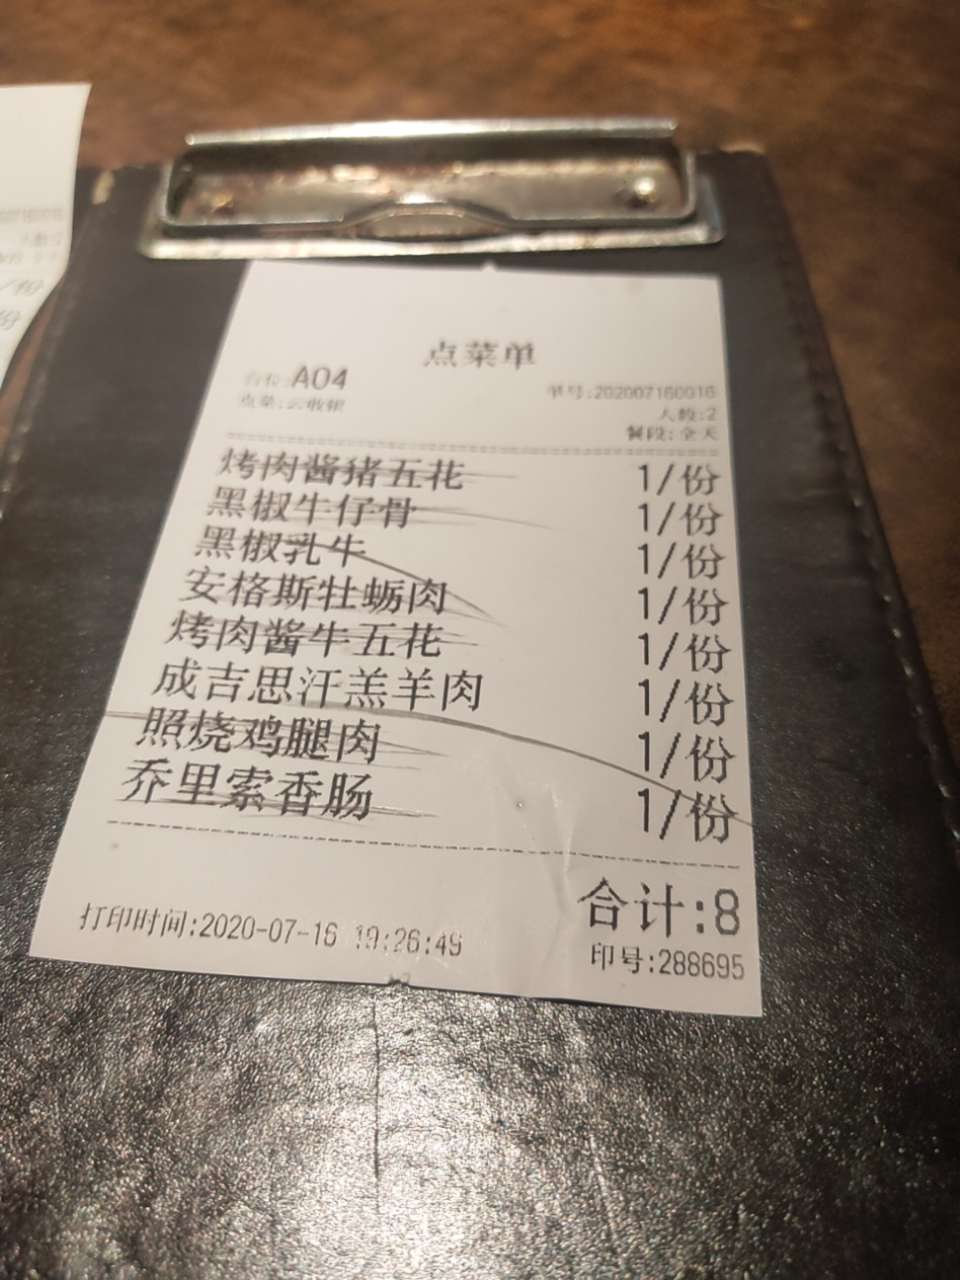 点菜单
台位:A04
单号:202007160016
点菜:云收银
人数:2
餐段:全天
烤肉酱猪五花 1/份
黑椒牛仔骨 1/份
黑椒乳牛 1/份
安格斯牡蛎肉 1/份
烤肉酱牛五花 1/份
成吉思汗羔羊肉 1/份
照烧鸡腿肉 1/份
乔里索香肠 1/份
合计:8
打印时间:2020-07-16 19:26:49
印号:288695
/份
份